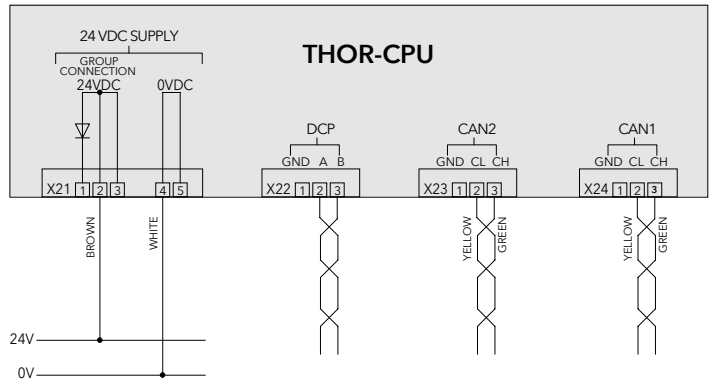 24 VDC SUPPLY
THOR-CPU
GROUP
CONNECTION
24VDC 0VDC
DCP CAN2 CAN1
GND A B GND CL CH GND CL CH
X21 1 2 3 4 5 X22 1 2 3 X23 1 2 3 X24 1 2 3
BROWN WHITE YELLOW GREEN YELLOW GREEN
24V
0V